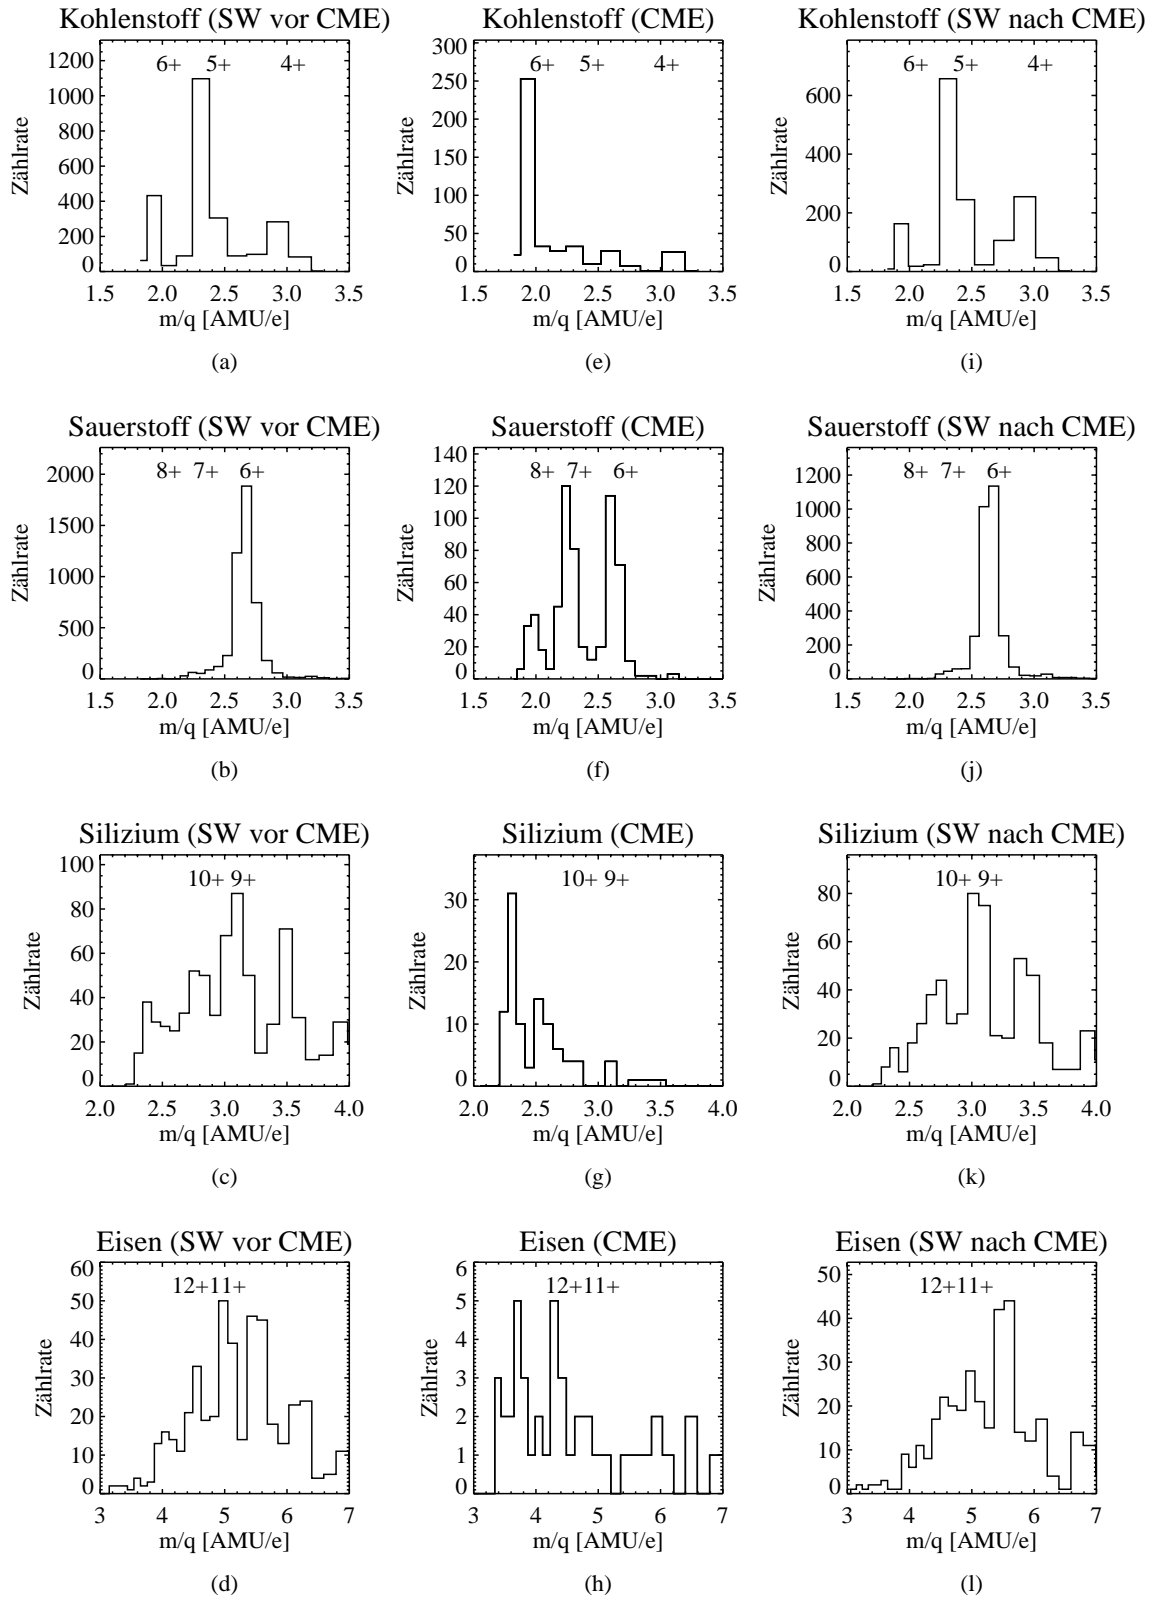 Kohlenstoff (SW vor CME)
6+ 5+ 4+
Zählrate
1200
1000
800
600
400
200
0
1.5 2.0 2.5 3.0 3.5
m/q [AMU/e]
(a)
Kohlenstoff (CME)
6+ 5+ 4+
Zählrate
300
250
200
150
100
50
0
1.5 2.0 2.5 3.0 3.5
m/q [AMU/e]
(e)
Kohlenstoff (SW nach CME)
6+ 5+ 4+
Zählrate
600
400
200
0
1.5 2.0 2.5 3.0 3.5
m/q [AMU/e]
(i)
Sauerstoff (SW vor CME)
8+ 7+ 6+
Zählrate
2000
1500
1000
500
0
1.5 2.0 2.5 3.0 3.5
m/q [AMU/e]
(b)
Sauerstoff (CME)
8+ 7+ 6+
Zählrate
140
120
100
80
60
40
20
0
1.5 2.0 2.5 3.0 3.5
m/q [AMU/e]
(f)
Sauerstoff (SW nach CME)
8+ 7+ 6+
Zählrate
1200
1000
800
600
400
200
0
1.5 2.0 2.5 3.0 3.5
m/q [AMU/e]
(j)
Silizium (SW vor CME)
10+ 9+
Zählrate
100
80
60
40
20
0
2.0 2.5 3.0 3.5 4.0
m/q [AMU/e]
(c)
Silizium (CME)
10+ 9+
Zählrate
30
20
10
0
2.0 2.5 3.0 3.5 4.0
m/q [AMU/e]
(g)
Silizium (SW nach CME)
10+ 9+
Zählrate
80
60
40
20
0
2.0 2.5 3.0 3.5 4.0
m/q [AMU/e]
(k)
Eisen (SW vor CME)
12+11+
Zählrate
60
50
40
30
20
10
0
3 4 5 6 7
m/q [AMU/e]
(d)
Eisen (CME)
12+11+
Zählrate
6
5
4
3
2
1
0
3 4 5 6 7
m/q [AMU/e]
(h)
Eisen (SW nach CME)
12+11+
Zählrate
50
40
30
20
10
0
3 4 5 6 7
m/q [AMU/e]
(l)